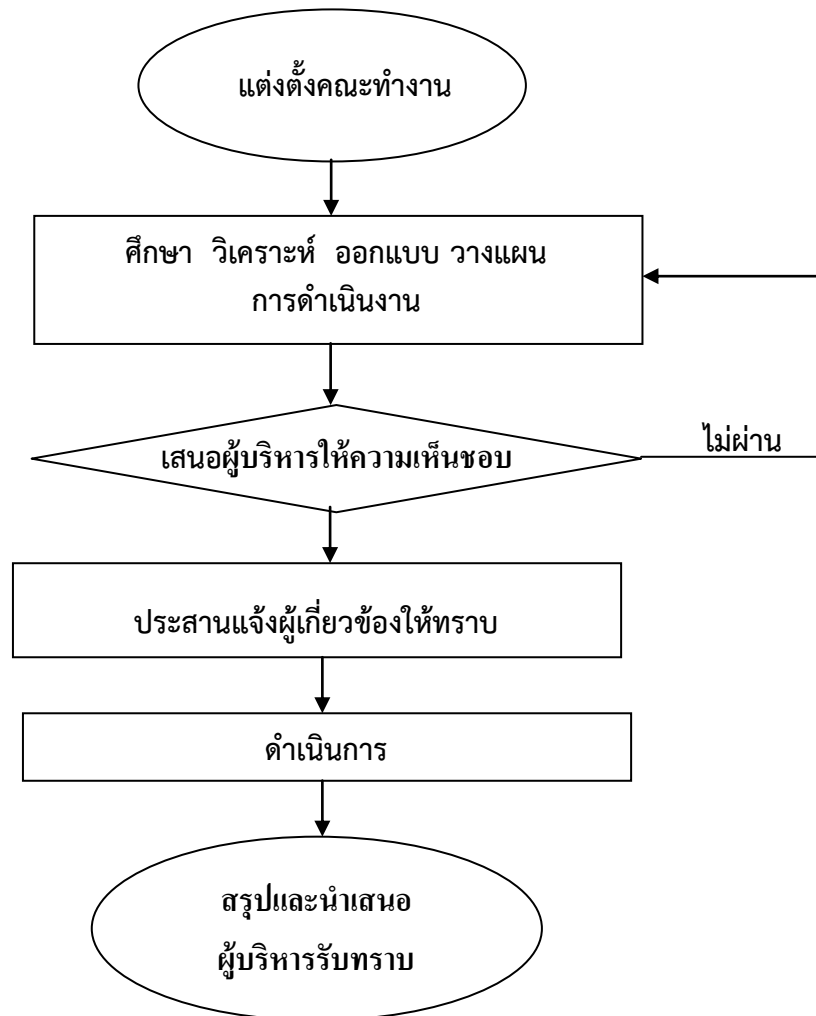 แต่งตั้งคณะทำงาน
ศึกษา วิเคราะห์ ออกแบบ วางแผน
การดำเนินงาน
เสนอผู้บริหารให้ความเห็นชอบ
ไม่ผ่าน
ประสานแจ้งผู้เกี่ยวข้องให้ทราบ
ดำเนินการ
สรุปและนำเสนอ
ผู้บริหารรับทราบ